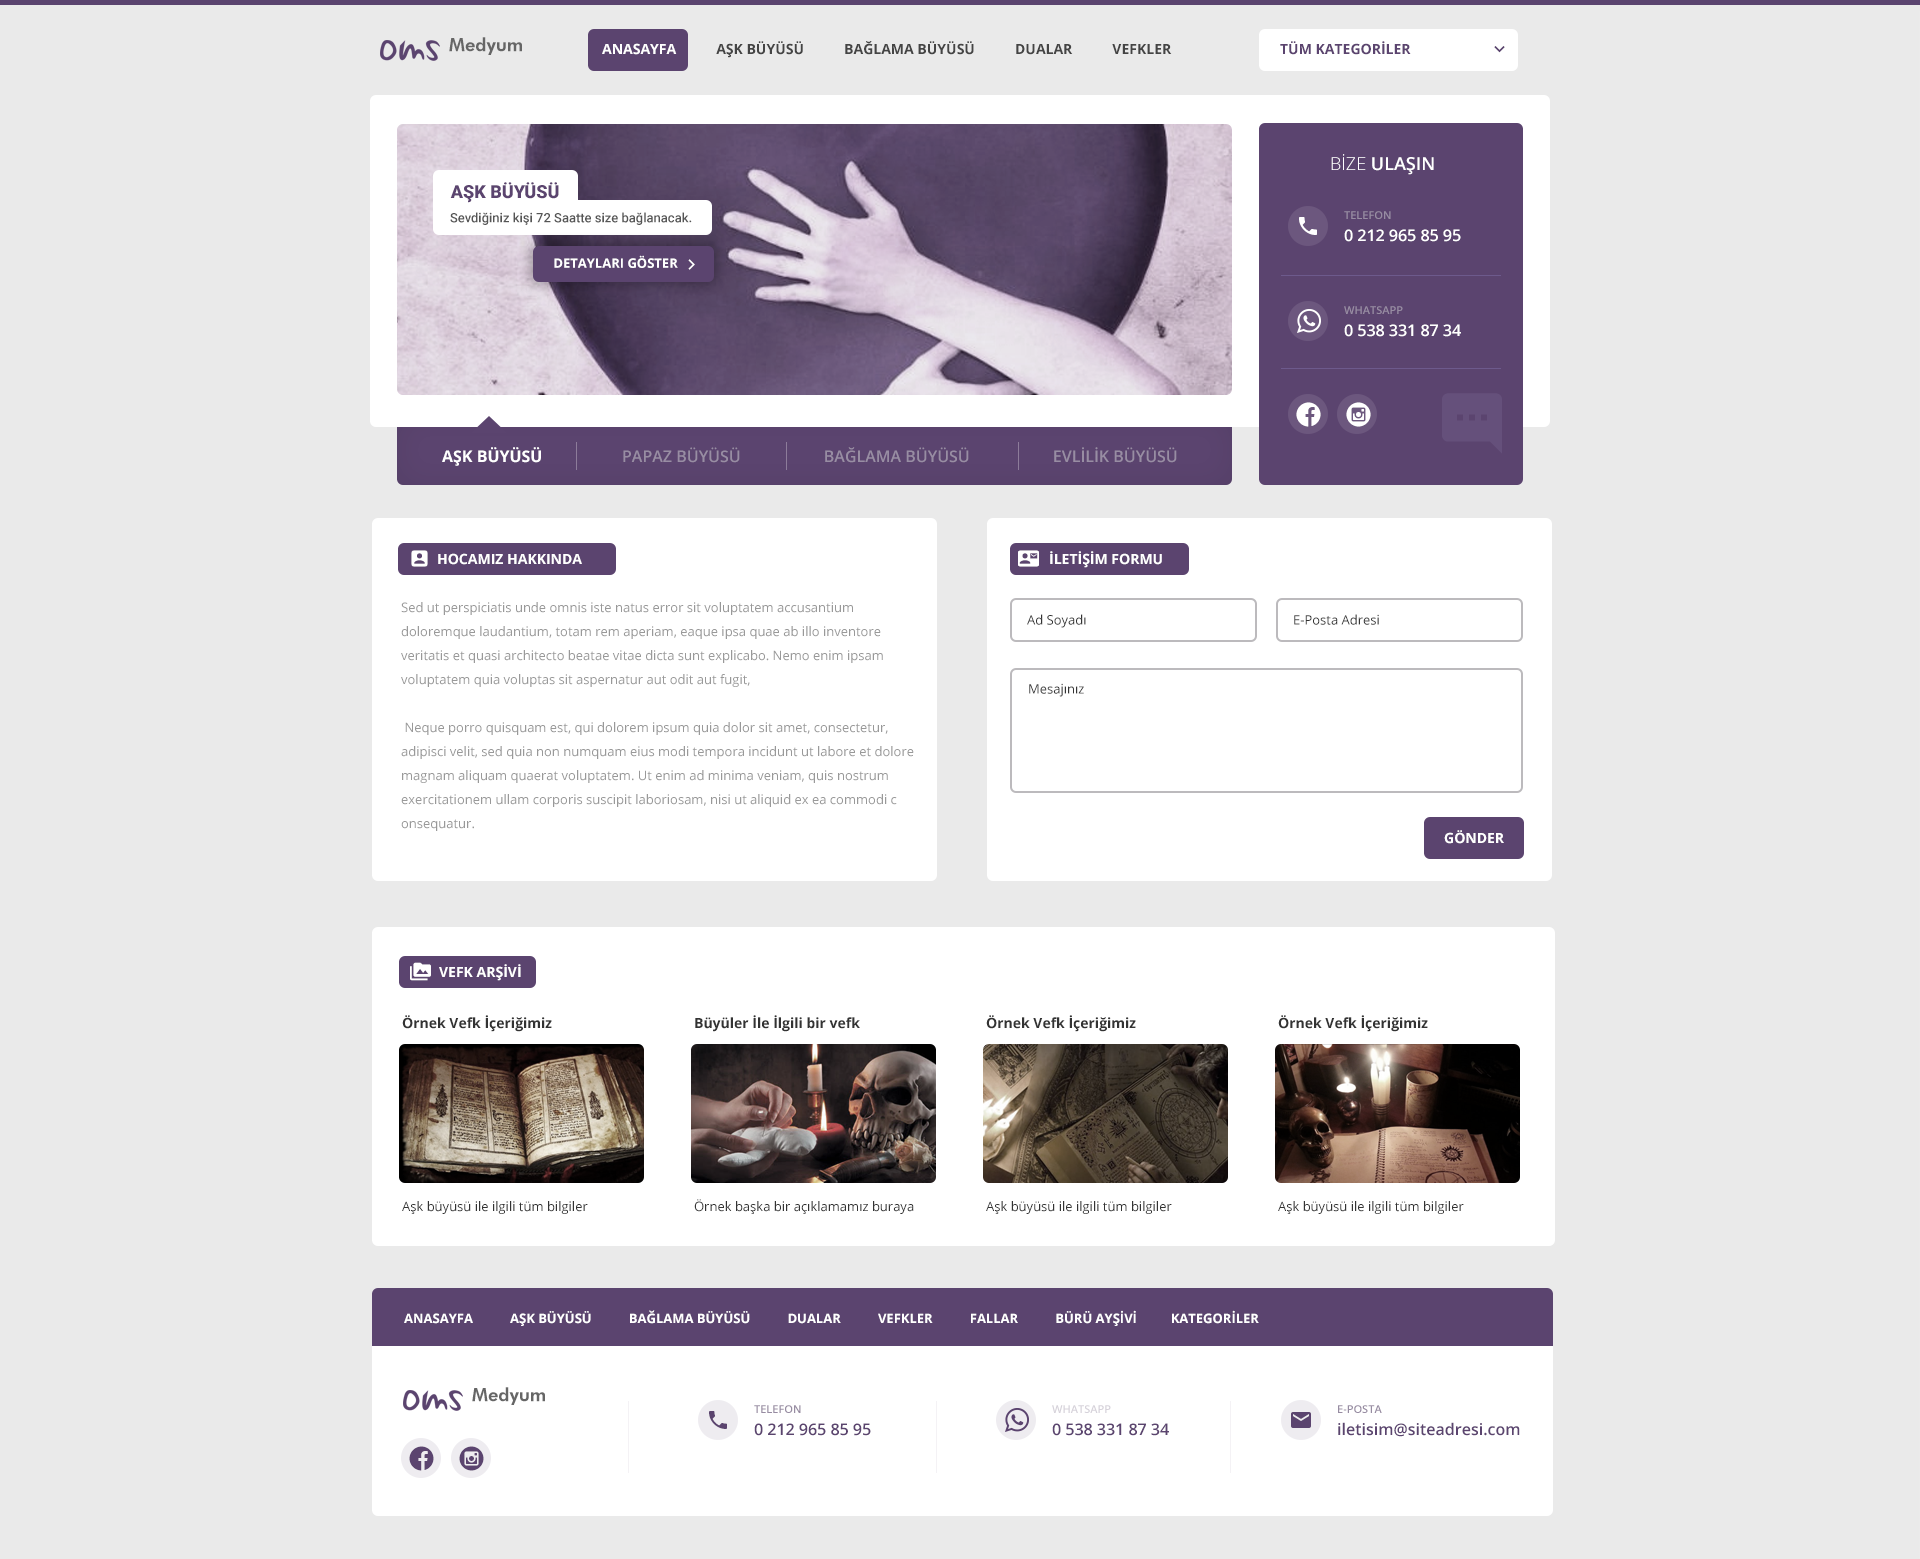 Oms Medyum
ANASAYFA
AŞK BÜYÜSÜ
BAĞLAMA BÜYÜSÜ
DUALAR
VEFKLER
TÜM KATEGORİLER
AŞK BÜYÜSÜ
Sevdiğiniz kişi 72 Saatte size bağlanacak.
DETAYLARI GÖSTER
AŞK BÜYÜSÜ
PAPAZ BÜYÜSÜ
BAĞLAMA BÜYÜSÜ
EVLİLİK BÜYÜSÜ
BİZE ULAŞIN
TELEFON
0 212 965 85 95
WHATSAPP
0 538 331 87 34
HOCAMIZ HAKKINDA
Sed ut perspiciatis unde omnis iste natus error sit voluptatem accusantium
doloremque laudantium, totam rem aperiam, eaque ipsa quae ab illo inventore
veritatis et quasi architecto beatae vitae dicta sunt explicabo. Nemo enim ipsam
voluptatem quia voluptas sit aspernatur aut odit aut fugit,
Neque porro quisquam est, qui dolorem ipsum quia dolor sit amet, consectetur,
adipisci velit, sed quia non numquam eius modi tempora incidunt ut labore et dolore
magnam aliquam quaerat voluptatem. Ut enim ad minima veniam, quis nostrum
exercitationem ullam corporis suscipit laboriosam, nisi ut aliquid ex ea commodi c
onsequatur.
İLETİŞİM FORMU
Ad Soyadı
E-Posta Adresi
Mesajınız
GÖNDER
VEFK ARŞİVİ
Örnek Vefk İçeriğimiz
Aşk büyüsü ile ilgili tüm bilgiler
Büyüler İle İlgili bir vefk
Örnek başka bir açıklamamız buraya
Örnek Vefk İçeriğimiz
Aşk büyüsü ile ilgili tüm bilgiler
Örnek Vefk İçeriğimiz
Aşk büyüsü ile ilgili tüm bilgiler
ANASAYFA
AŞK BÜYÜSÜ
BAĞLAMA BÜYÜSÜ
DUALAR
VEFKLER
FALLAR
BÜRÜ AYŞİVİ
KATEGORİLER
Oms Medyum
TELEFON
0 212 965 85 95
WHATSAPP
0 538 331 87 34
E-POSTA
iletisim@siteadresi.com